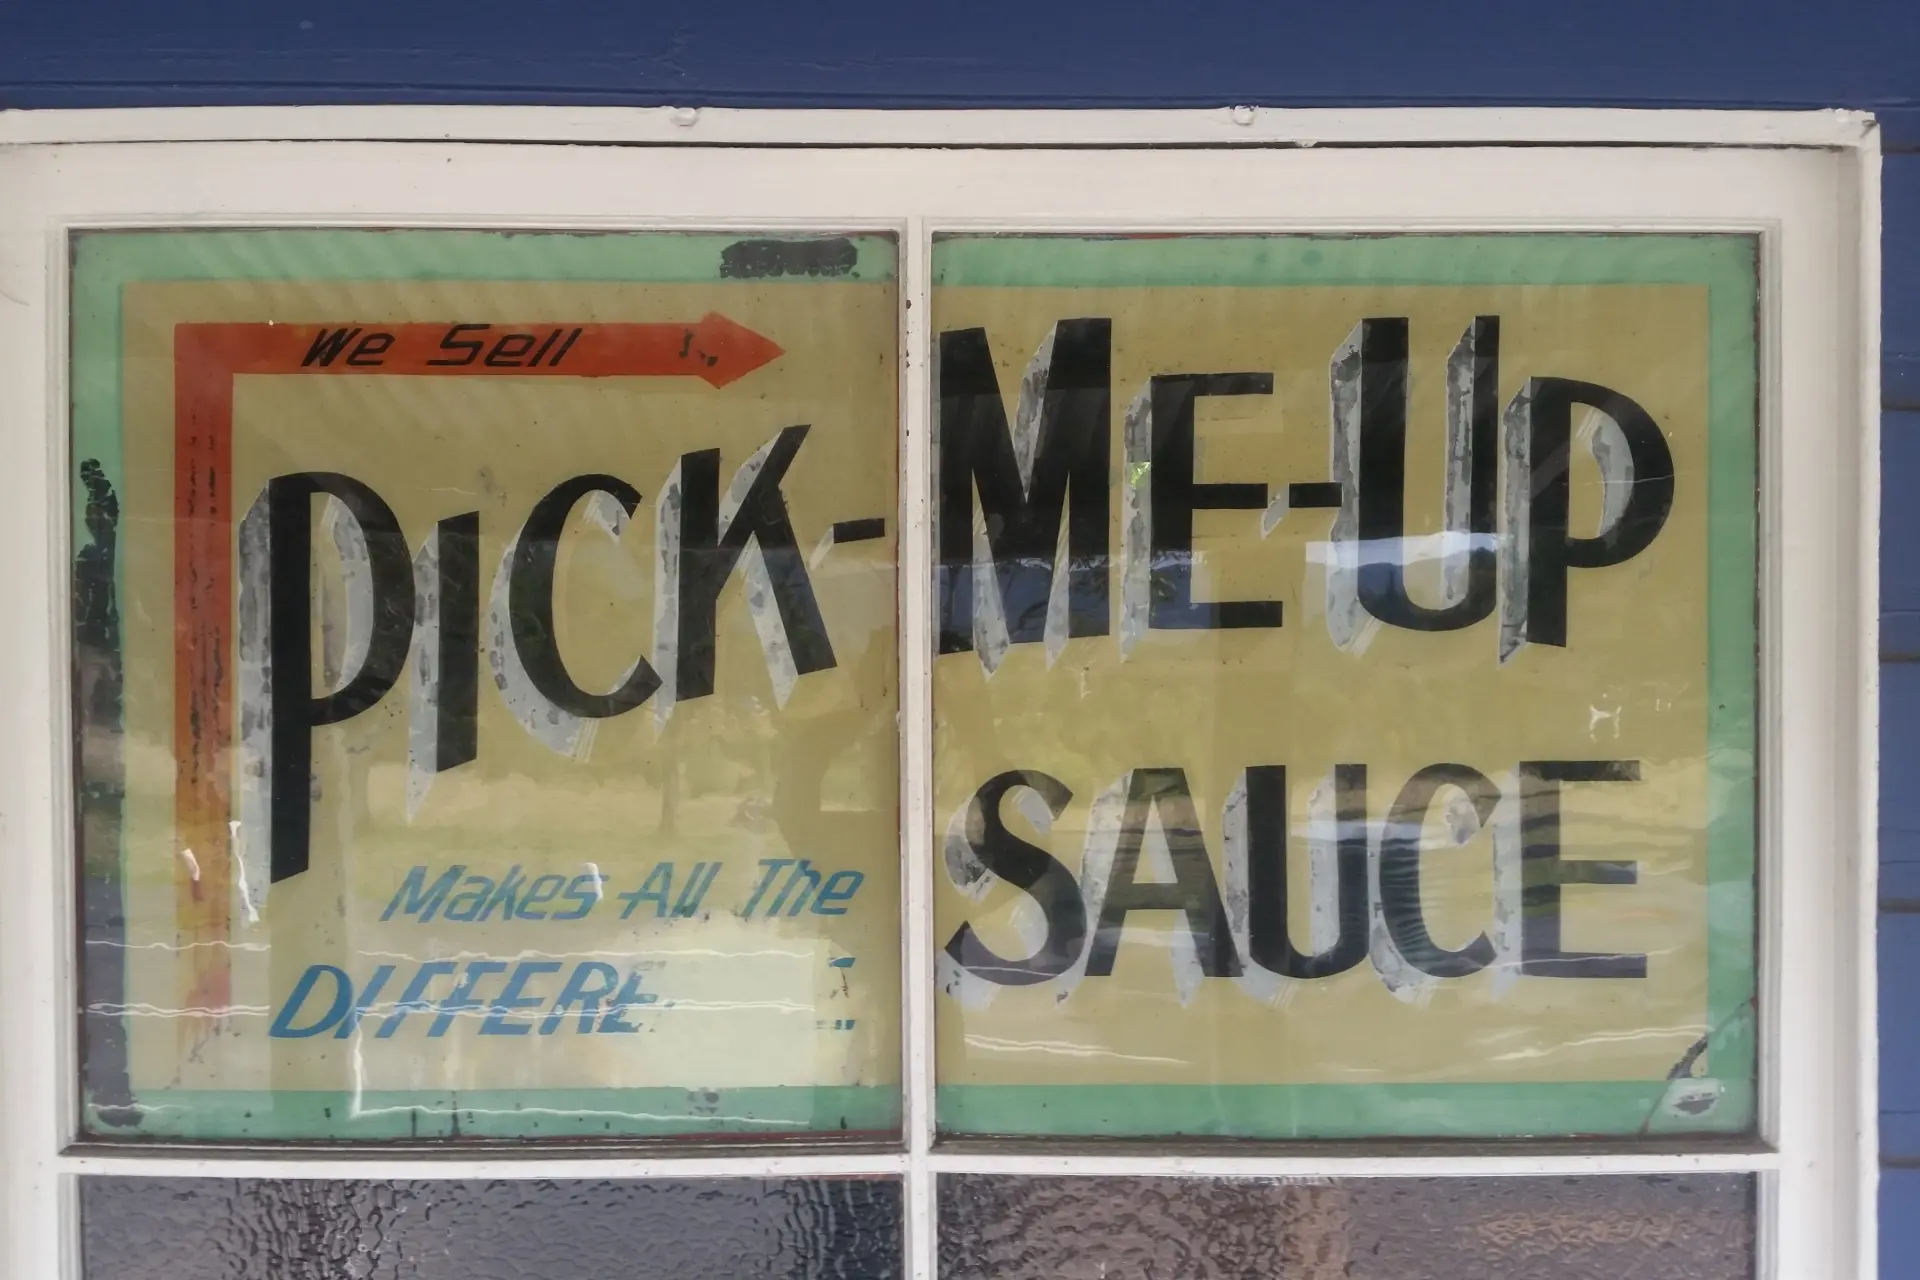 We Sell
PICK-ME-UP
SAUCE
Makes All The
DIFFERE